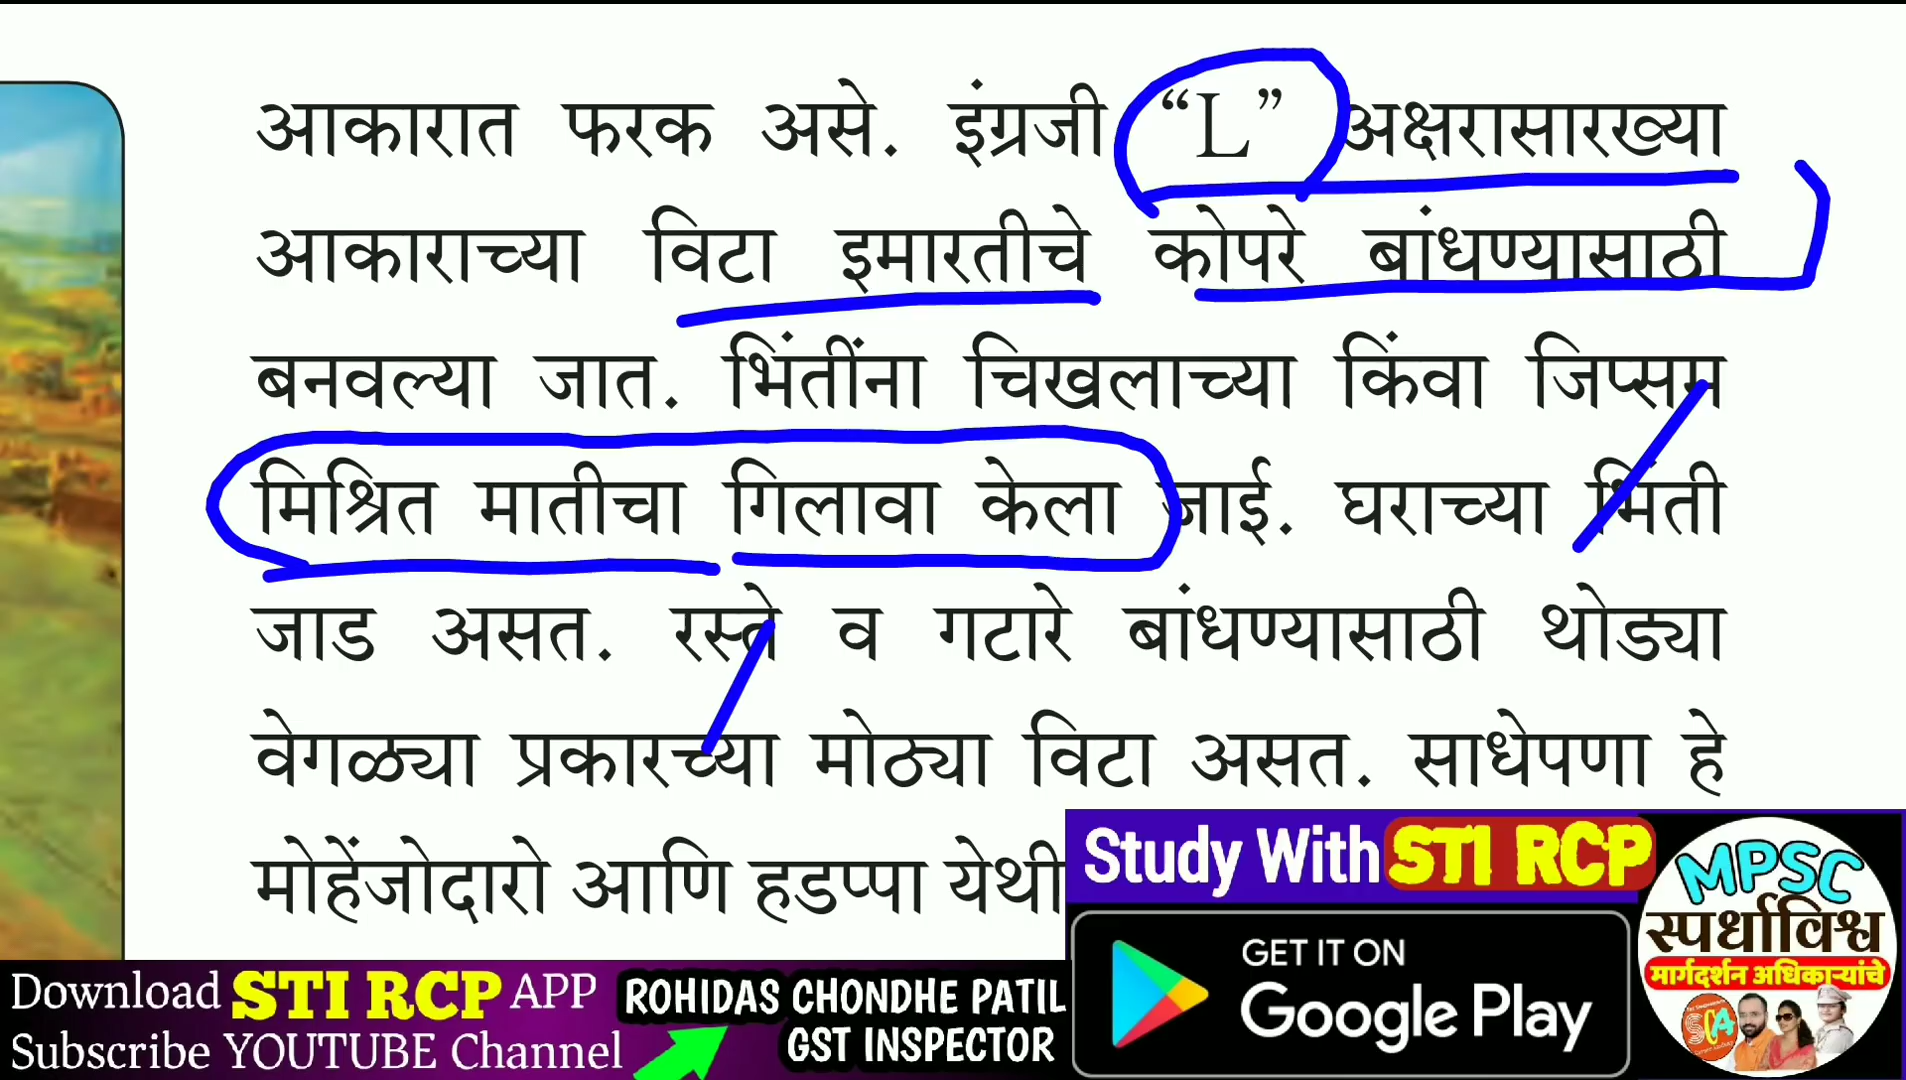 आकारात फरक असे. इंग्रजी “L” अक्षरासारख्या
आकाराच्या विटा इमारतीचे कोपरे बांधण्यासाठी
बनवल्या जात. भिंतींना चिखलाच्या किंवा जिप्सम
मिश्रित मातीचा गिलावा केला जाई. घराच्या भिंती
जाड असत. रस्ते व गटारे बांधण्यासाठी थोड्या
वेगळ्या प्रकारच्या मोठ्या विटा असत. साधेपणा हे
मोहेंजोदारो आणि हडप्पा येथी
Study With STI RCP
MPSC
स्पर्धाविश्व
मार्गदर्शन अधिकाऱ्यांचे
GET IT ON
Google Play
Download STI RCP APP
Subscribe YOUTUBE Channel
ROHIDAS CHONDHE PATIL
GST INSPECTOR